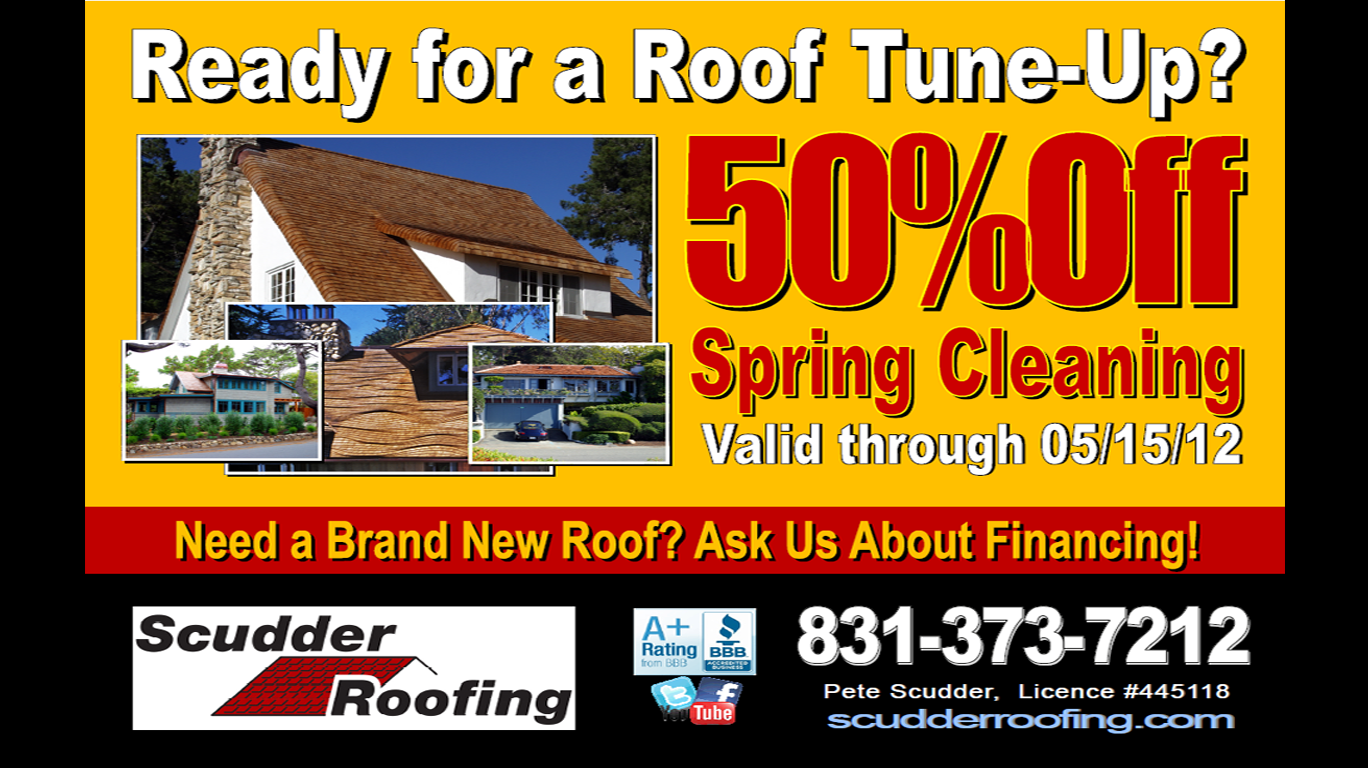 Ready for a Roof Tune-Up?
50%Off
Spring Cleaning
Valid through 05/15/12
Need a Brand New Roof? Ask Us About Financing!
Scudder
Roofing
A+
Rating
from BBB
BBB
ACCREDITED
BUSINESS
YouTube
831-373-7212
Pete Scudder, Licence #445118
scudderroofing.com